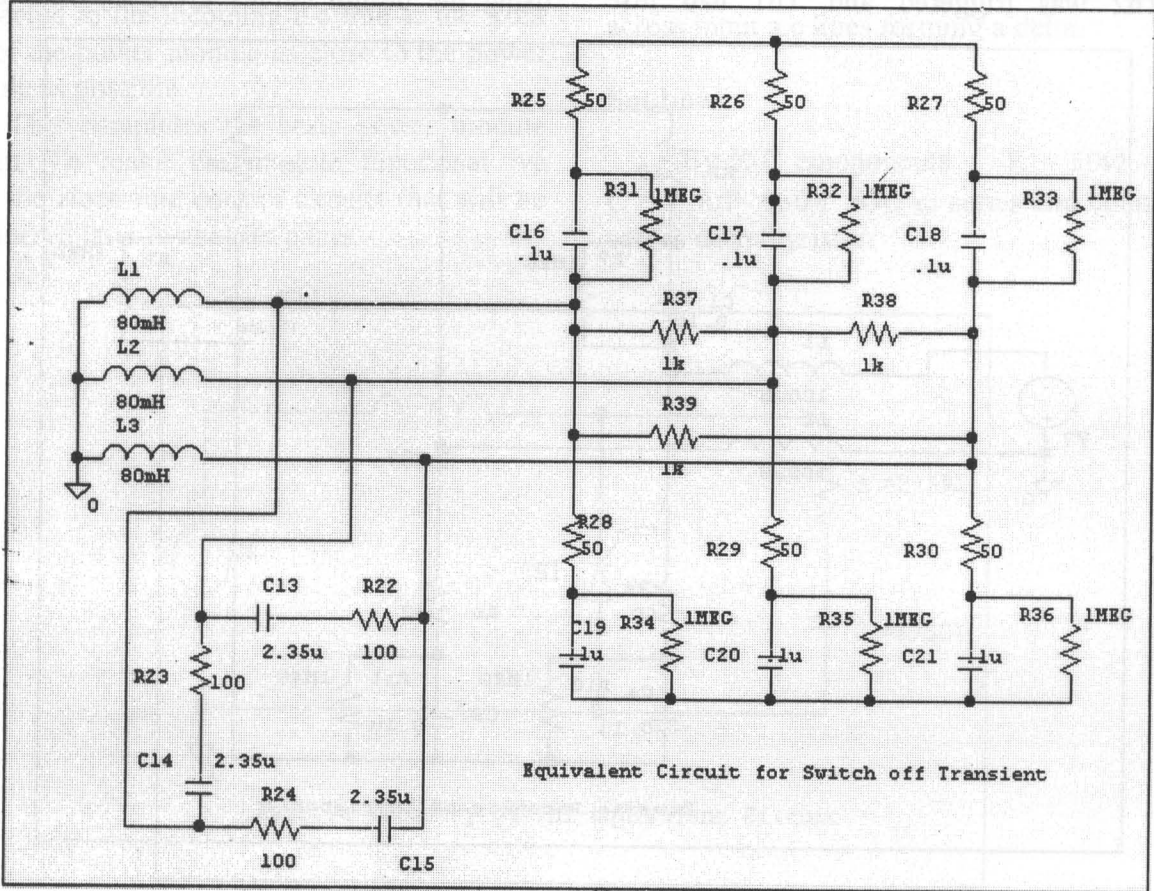 R25 50 R26 50 R27 50
R31 1MEG R32 1MEG R33
C16 .1u C17 .1u C18 .1u
L1
80mH
R37
1k
R38
1k
L2
80mH
R39
1k
L3
80mH
0
R28
50
R29 50
R30 50
C13
2.35u
R22
100
R23
100
C14 2.35u
R24
100
2.35u
C15
C19
.1u
R34 1MEG
C20 .1u
R35 1MEG
C21 .1u
R36 1MEG
Equivalent Circuit for Switch off Transient